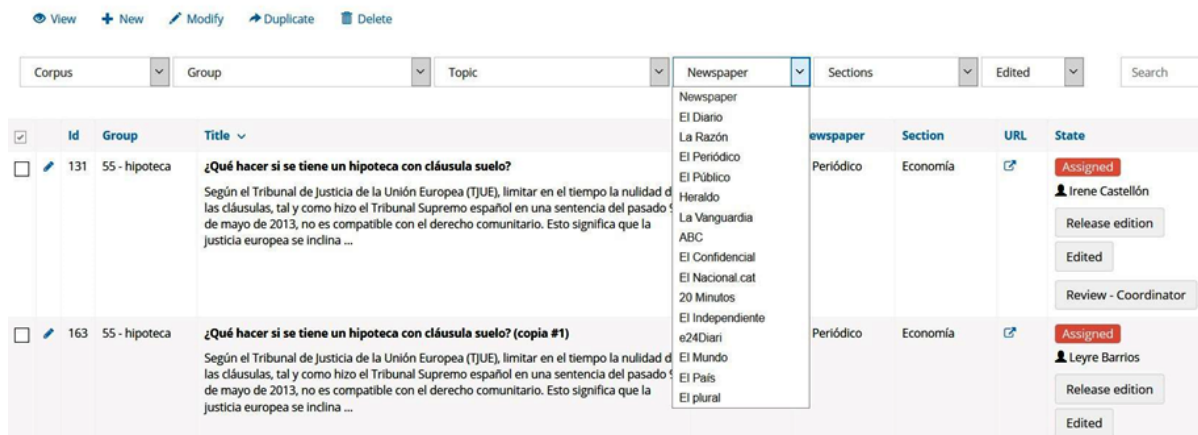 View New Modify Duplicate Delete
Corpus Group Topic Newspaper Sections Edited Search
Newspaper
El Diario
La Razón
El Periódico
El Público
Heraldo
La Vanguardia
ABC
El Confidencial
El Nacional.cat
20 Minutos
El Independiente
e24Diari
El Mundo
El País
El plural
Id Group Title ewspaper Section URL State
131 55 - hipoteca ¿Qué hacer si se tiene un hipoteca con cláusula suelo? Periódico Economía Assigned
Según el Tribunal de Justicia de la Unión Europea (TJUE), limitar en el tiempo la nulidad d
las cláusulas, tal y como hizo el Tribunal Supremo español en una sentencia del pasado 9
de mayo de 2013, no es compatible con el derecho comunitario. Esto significa que la
justicia europea se inclina ...
Irene Castellón
Release edition
Edited
Review - Coordinator
163 55 - hipoteca ¿Qué hacer si se tiene un hipoteca con cláusula suelo? (copia #1) Periódico Economía Assigned
Según el Tribunal de Justicia de la Unión Europea (TJUE), limitar en el tiempo la nulidad d
las cláusulas, tal y como hizo el Tribunal Supremo español en una sentencia del pasado 9
de mayo de 2013, no es compatible con el derecho comunitario. Esto significa que la
justicia europea se inclina ...
Leyre Barrios
Release edition
Edited